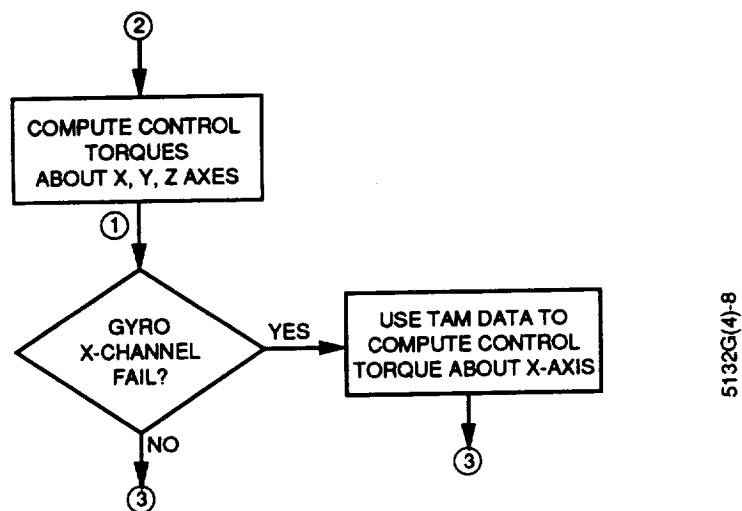 2
COMPUTE CONTROL
TORQUES
ABOUT X, Y, Z AXES
1
GYRO
X-CHANNEL
FAIL?
YES
USE TAM DATA TO
COMPUTE CONTROL
TORQUE ABOUT X-AXIS
NO
3
3
5132G(4)-8